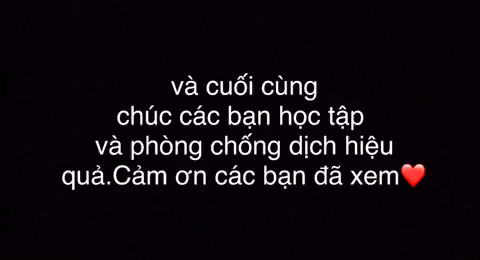 và cuối cùng
chúc các bạn học tập
và phòng chống dịch hiệu
quả.Cảm ơn các bạn đã xem❤️